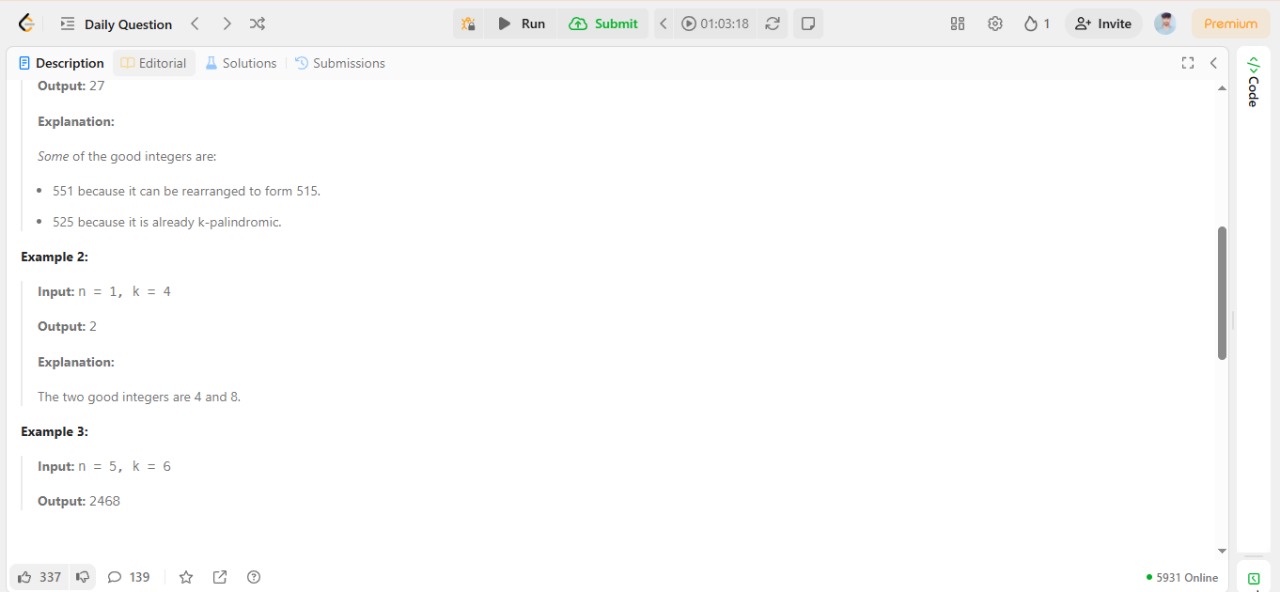 Daily Question
Run
Submit
01:03:18
1
Invite
Premium
Description
Editorial
Solutions
Submissions
Code
Output: 27
Explanation:
Some of the good integers are:
• 551 because it can be rearranged to form 515.
• 525 because it is already k-palindromic.
Example 2:
Input: n = 1, k = 4
Output: 2
Explanation:
The two good integers are 4 and 8.
Example 3:
Input: n = 5, k = 6
Output: 2468
337
139
5931 Online